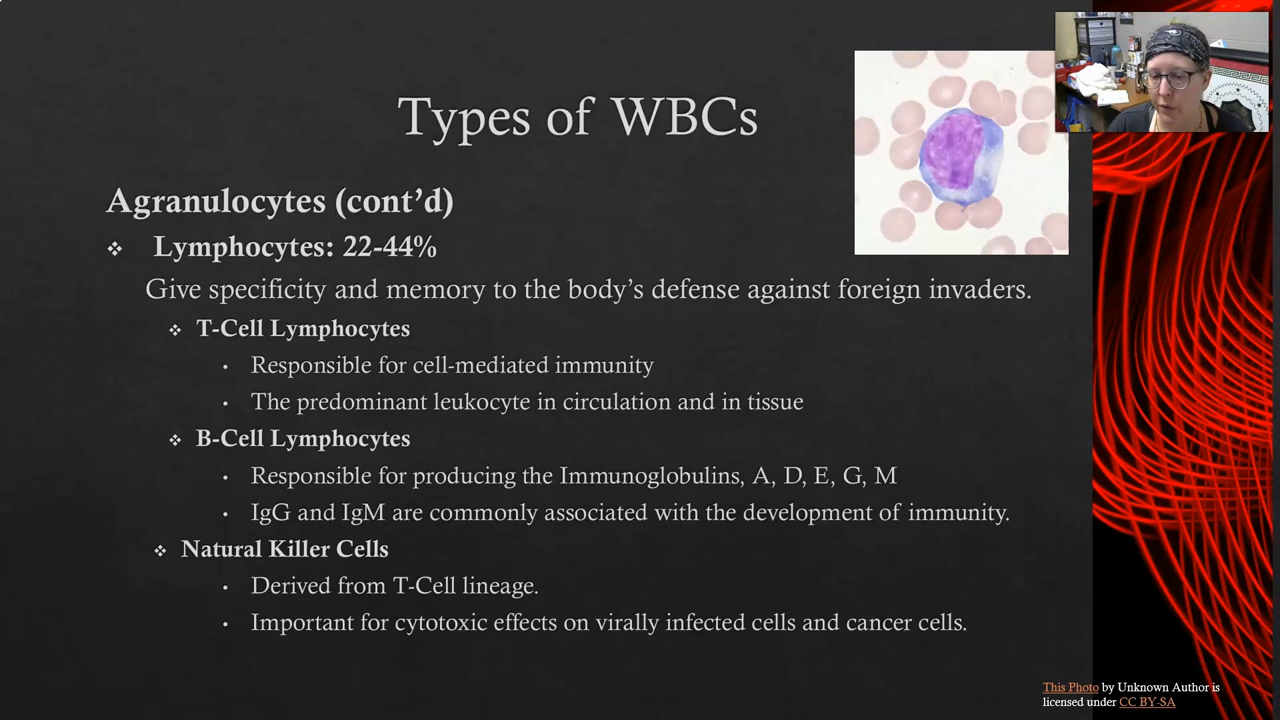 Types of WBCs
Agranulocytes (cont’d)
❖ Lymphocytes: 22-44%
Give specificity and memory to the body’s defense against foreign invaders.
❖ T-Cell Lymphocytes
• Responsible for cell-mediated immunity
• The predominant leukocyte in circulation and in tissue
❖ B-Cell Lymphocytes
• Responsible for producing the Immunoglobulins, A, D, E, G, M
• IgG and IgM are commonly associated with the development of immunity.
❖ Natural Killer Cells
• Derived from T-Cell lineage.
• Important for cytotoxic effects on virally infected cells and cancer cells.
This Photo by Unknown Author is
licensed under CC BY-SA